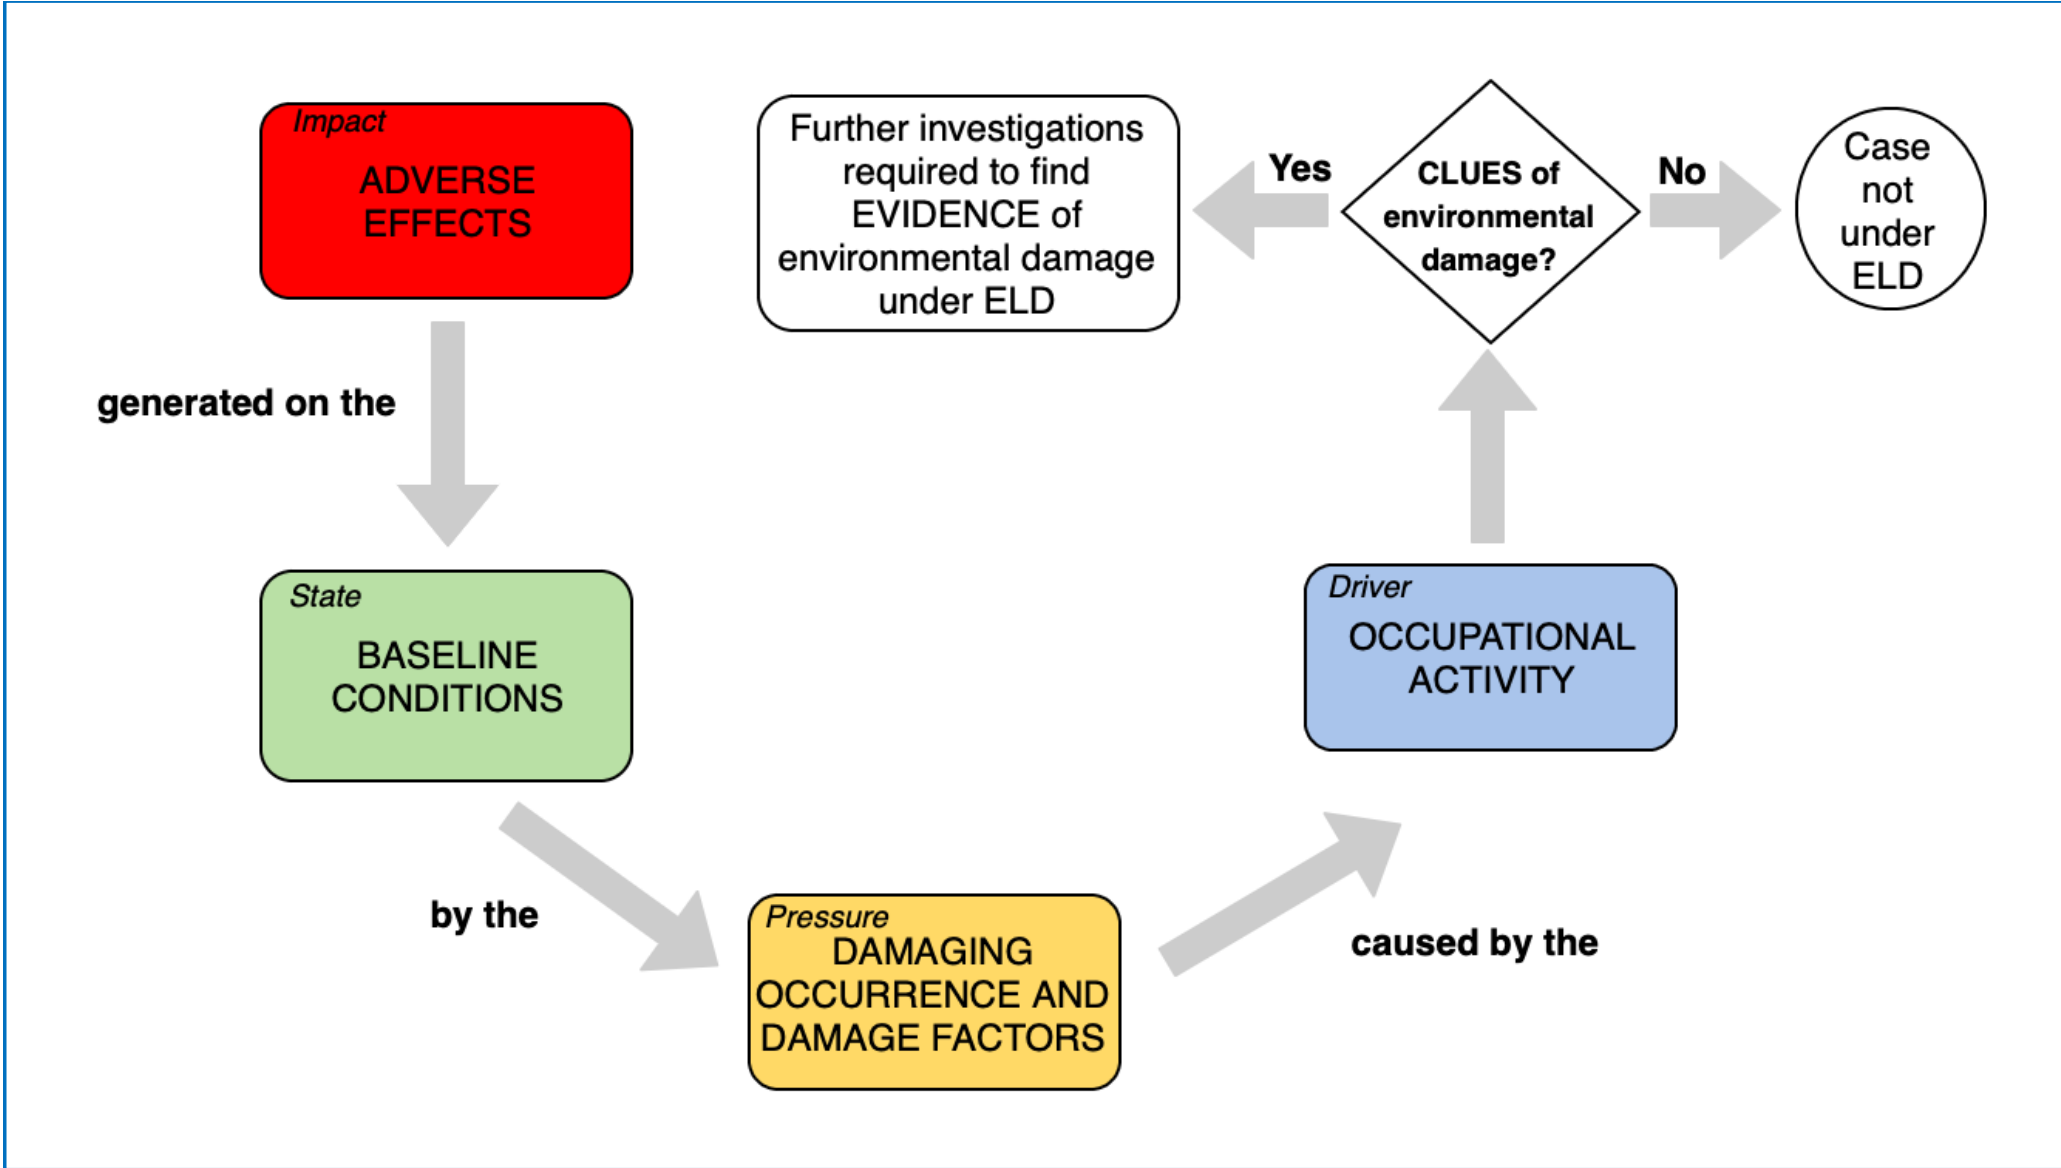 Impact
ADVERSE
EFFECTS
generated on the
State
BASELINE
CONDITIONS
by the
Pressure
DAMAGING
OCCURRENCE AND
DAMAGE FACTORS
caused by the
Driver
OCCUPATIONAL
ACTIVITY
CLUES of
environmental
damage?
Yes
Further investigations
required to find
EVIDENCE of
environmental damage
under ELD
No
Case
not
under
ELD